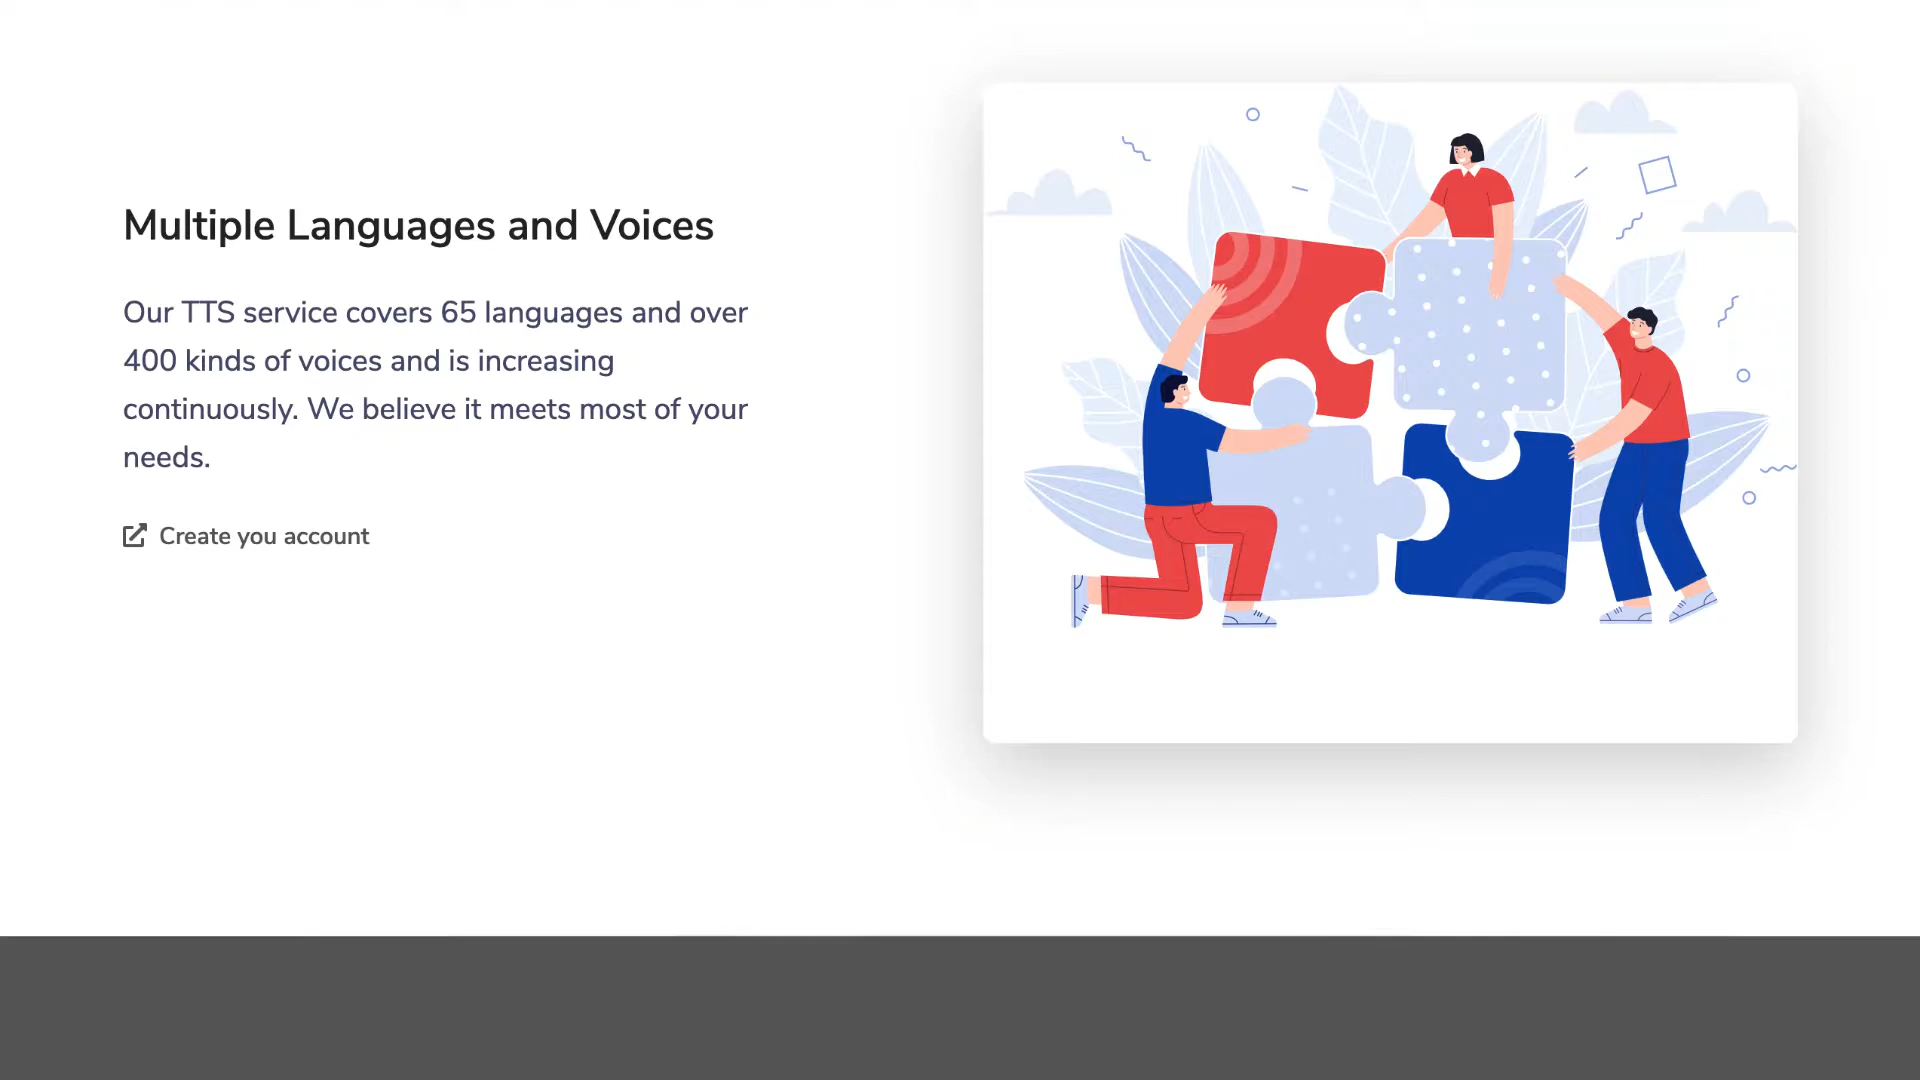 Multiple Languages and Voices
Our TTS service covers 65 languages and over
400 kinds of voices and is increasing
continuously. We believe it meets most of your
needs.
Create you account